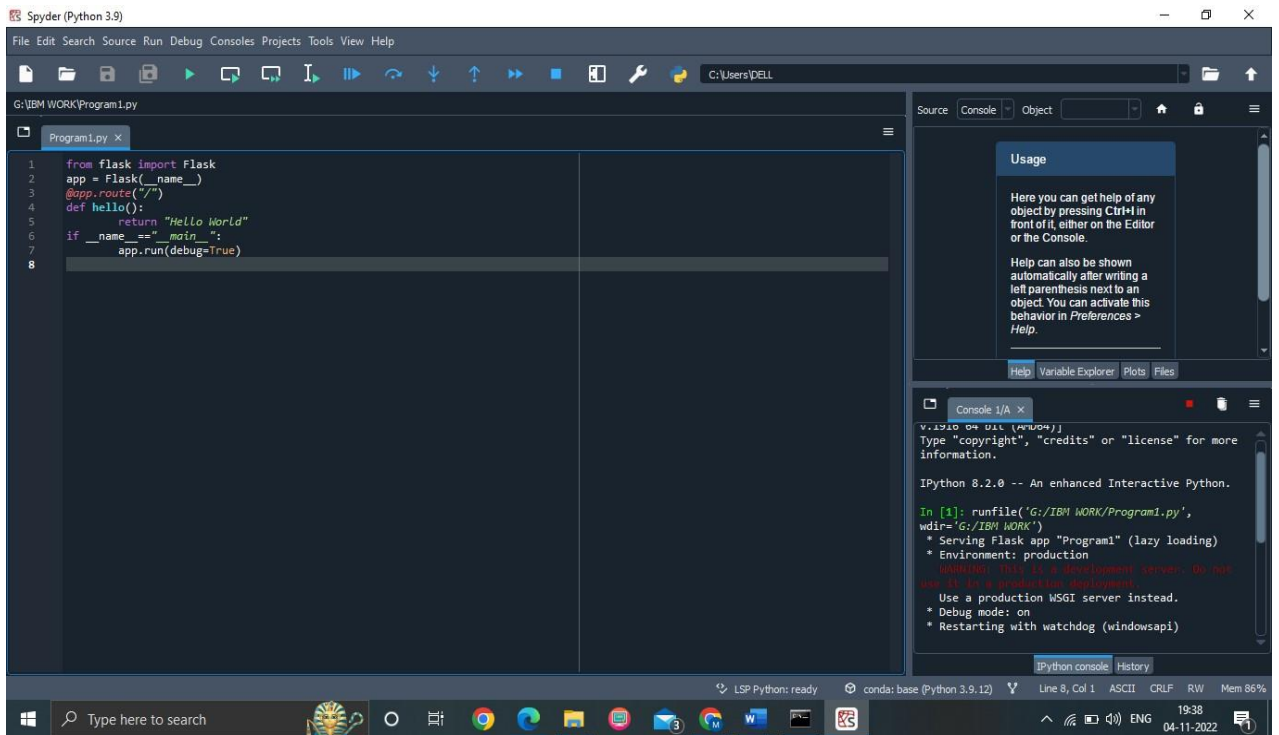 Spyder (Python 3.9)
File Edit Search Source Run Debug Consoles Projects Tools View Help
C:\Users\DELL
G:\IBM WORK\Program1.py
Program1.py
1 from flask import Flask
2 app = Flask(__name__)
3 @app.route("/")
4 def hello():
5 return "Hello World"
6 if __name__=="__main__":
7 app.run(debug=True)
8
Source Console Object
Usage
Here you can get help of any
object by pressing Ctrl+I in
front of it, either on the Editor
or the Console.
Help can also be shown
automatically after writing a
left parenthesis next to an
object. You can activate this
behavior in Preferences >
Help.
Help Variable Explorer Plots Files
Console 1/A
v.1916 64 bit (AMD64)]
Type "copyright", "credits" or "license" for more
information.
IPython 8.2.0 -- An enhanced Interactive Python.
In [1]: runfile('G:/IBM WORK/Program1.py',
wdir='G:/IBM WORK')
* Serving Flask app "Program1" (lazy loading)
* Environment: production
WARNING: This is a development server. Do not
use it in a production deployment.
Use a production WSGI server instead.
* Debug mode: on
* Restarting with watchdog (windowsapi)
IPython console History
LSP Python: ready conda: base (Python 3.9.12) Line 8, Col 1 ASCII CRLF RW Mem 86%
Type here to search
ENG
19:38
04-11-2022